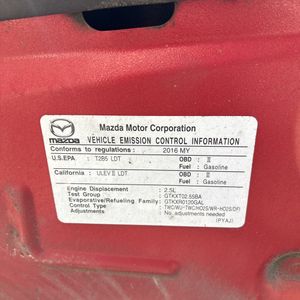 Mazda Motor Corporation
mazda
VEHICLE EMISSION CONTROL INFORMATION
Conforms to regulations: 2016 MY
U.S.EPA : T2B5 LDT OBD : II
Fuel : Gasoline
California : ULEV II LDT OBD : II
Fuel : Gasoline
Engine Displacement : 2.5L
Test Group : GTKXT02.5SBA
Evaporative/Refueling Family : GTKXR0120GAL
Control Type : TWC/WU-TWC/HO2S/WR-HO2S/DFI
Adjustments : No adjustments needed
(PYAJ)